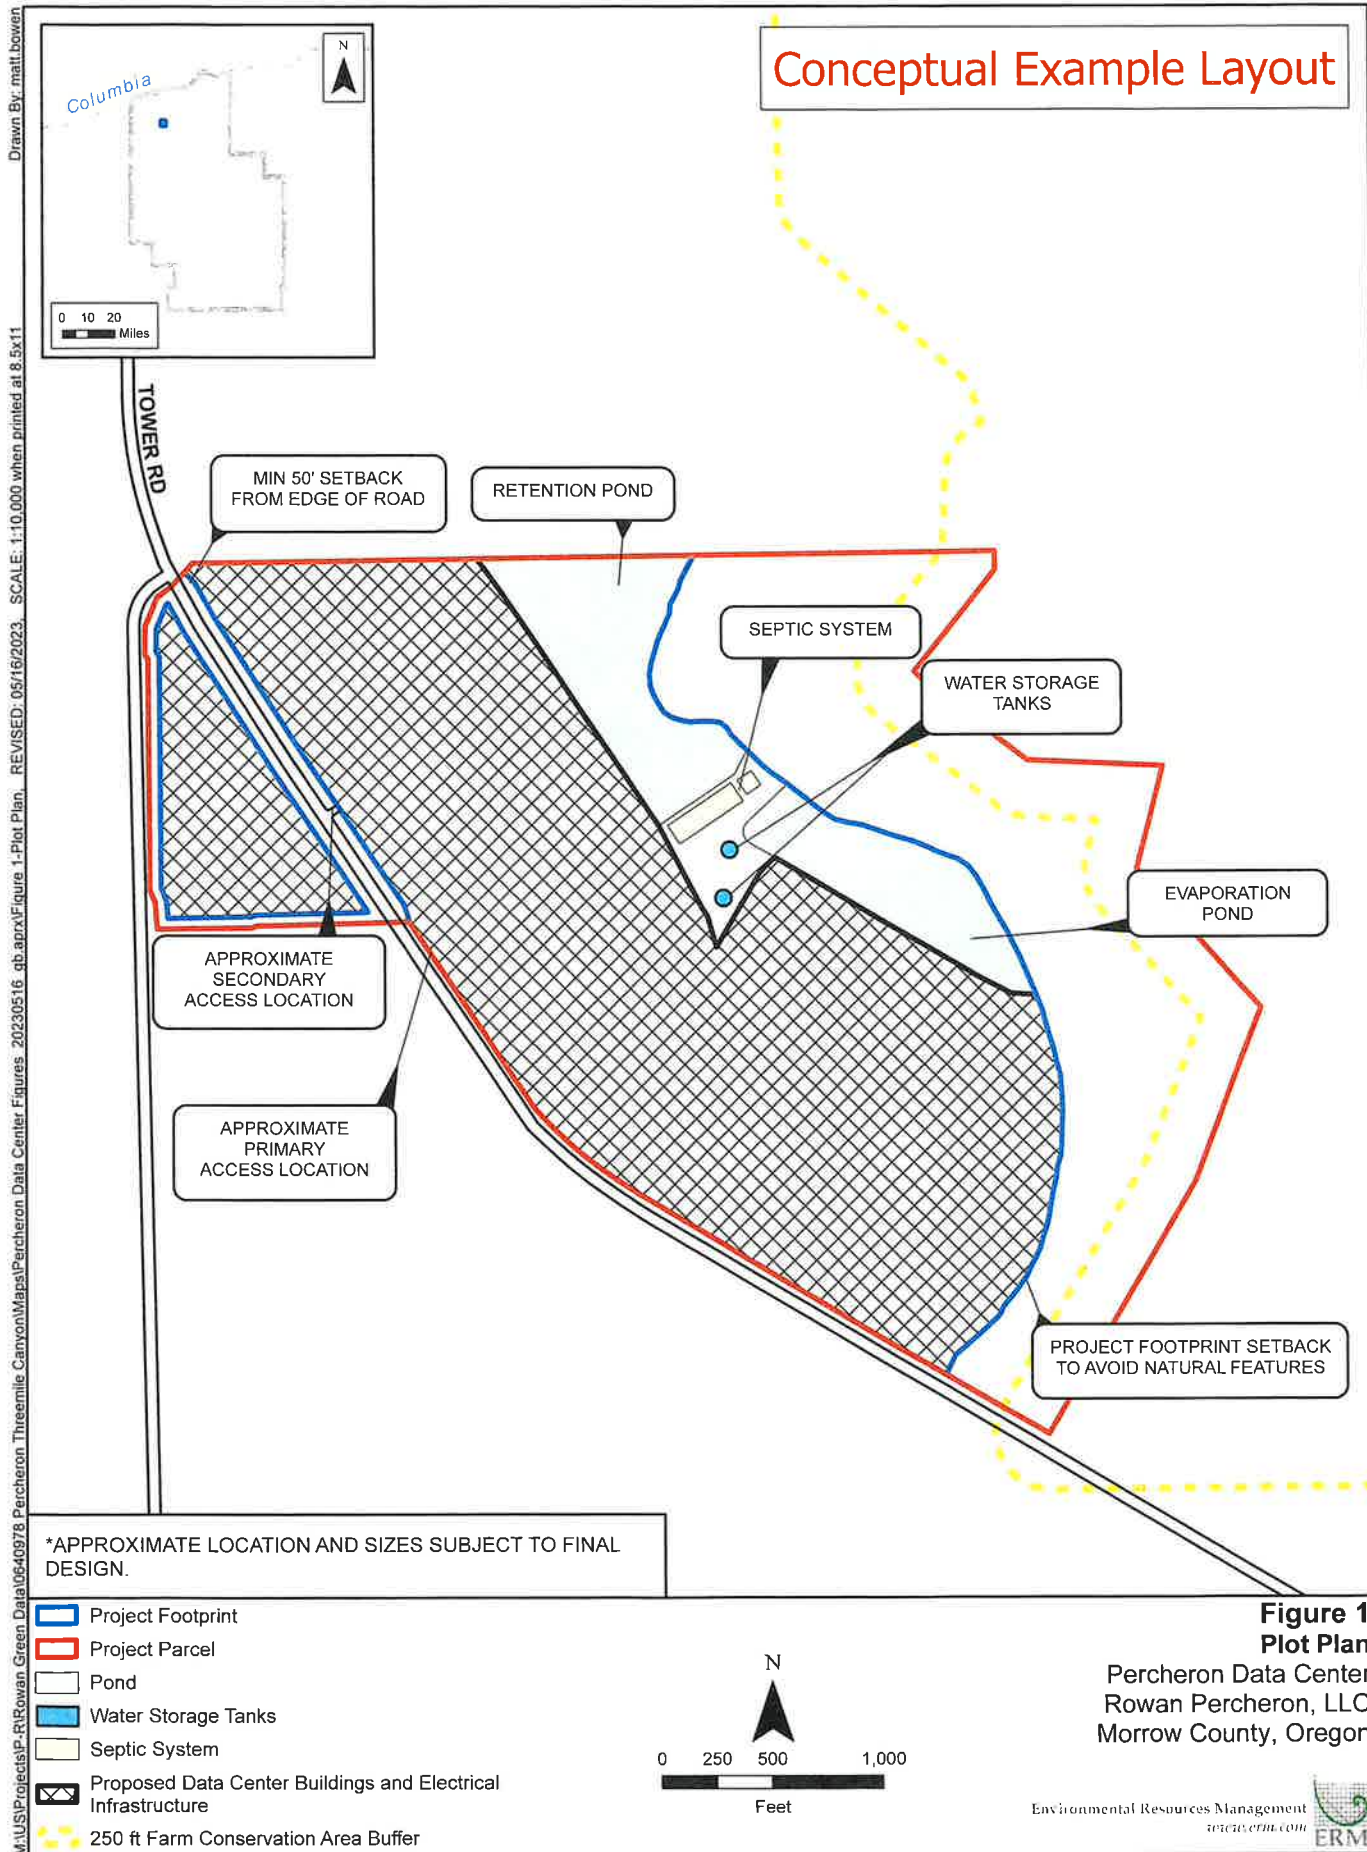 Drawn By: matt.bowen
M:\US\Projects\P-R\Rowan Green Data\0640978 Percheron Threemile Canyon\Maps\Percheron Data Center Figures_20230516_gb.aprx\Figure 1-Plot Plan, REVISED: 05/16/2023, SCALE: 1:10,000 when printed at 8.5x11
Conceptual Example Layout
N
Columbia
0 10 20
Miles
TOWER RD
MIN 50' SETBACK
FROM EDGE OF ROAD
RETENTION POND
SEPTIC SYSTEM
WATER STORAGE
TANKS
EVAPORATION
POND
APPROXIMATE
SECONDARY
ACCESS LOCATION
APPROXIMATE
PRIMARY
ACCESS LOCATION
PROJECT FOOTPRINT SETBACK
TO AVOID NATURAL FEATURES
*APPROXIMATE LOCATION AND SIZES SUBJECT TO FINAL
DESIGN.
Project Footprint
Project Parcel
Pond
Water Storage Tanks
Septic System
Proposed Data Center Buildings and Electrical
Infrastructure
250 ft Farm Conservation Area Buffer
N
0 250 500 1,000
Feet
Figure 1
Plot Plan
Percheron Data Center
Rowan Percheron, LLC
Morrow County, Oregon
Environmental Resources Management
www.erm.com
ERM